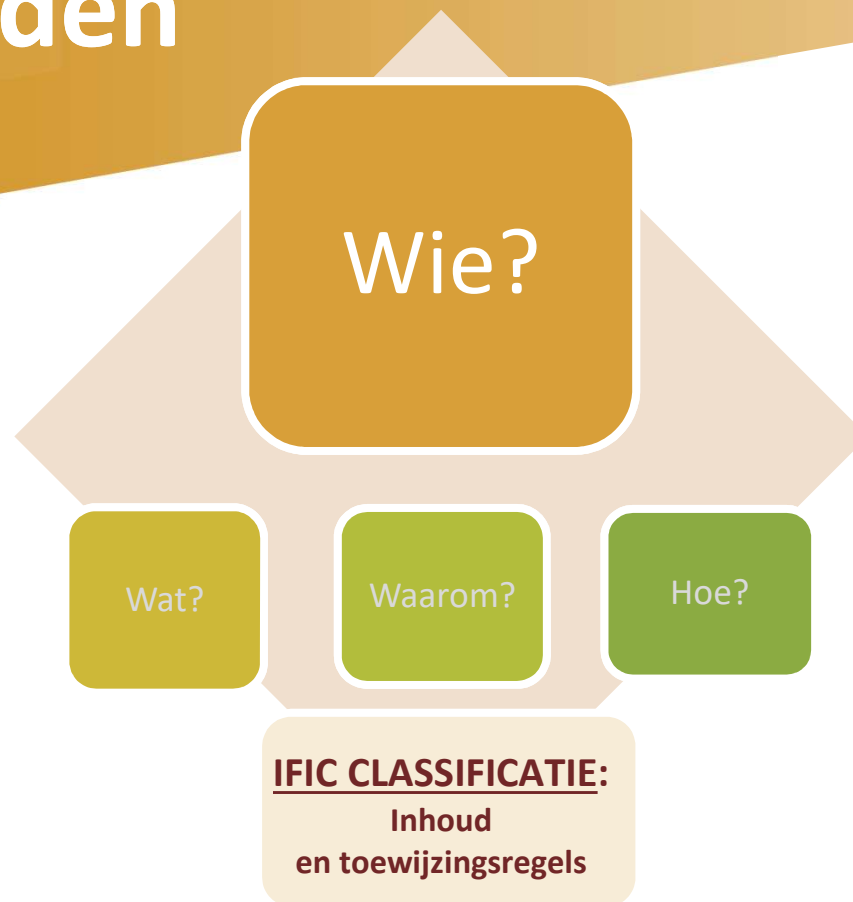 den
Wie?
Wat?
Waarom?
Hoe?
IFIC CLASSIFICATIE:
Inhoud
en toewijzingsregels